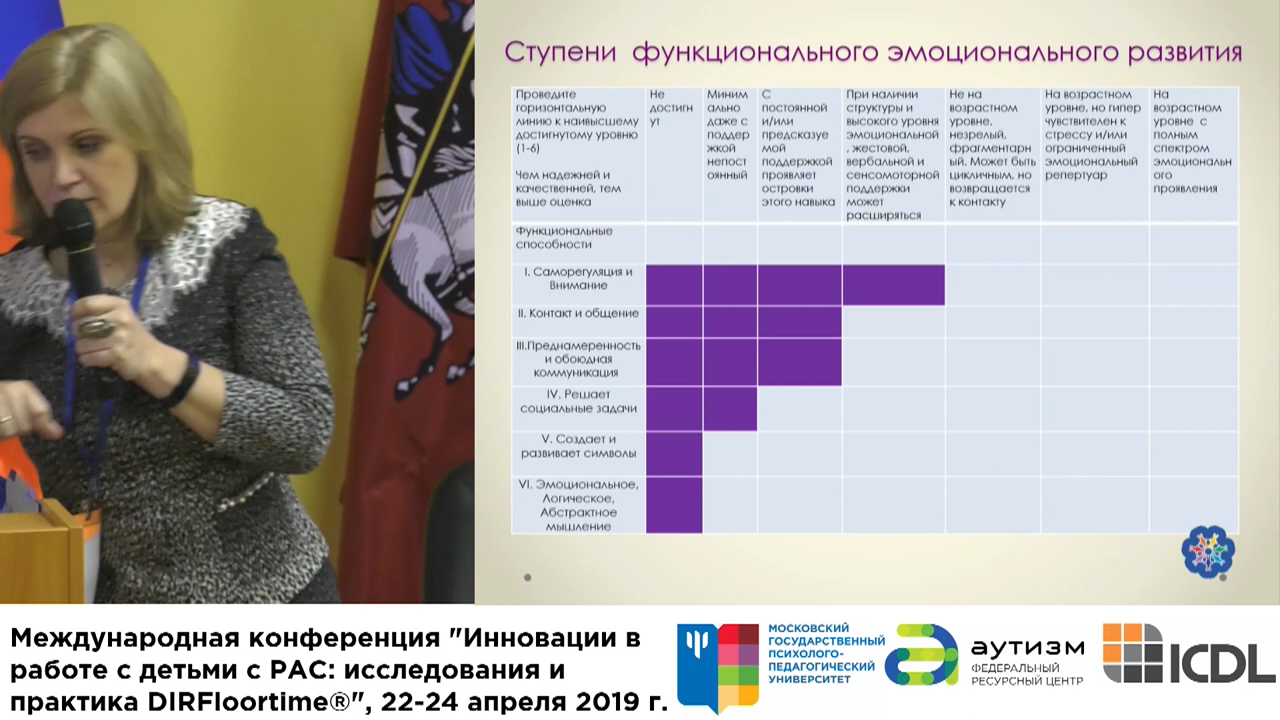 Ступени функционального эмоционального развития
Проведите
горизонтальную
линию к наивысшему
достигнутому уровню
(1-6)
Чем надежней и
качественней, тем
выше оценка
Не
достигн
ут
Миним
ально
даже с
поддер
жкой
непост
оянный
С
постоянной
и/или
предсказуе
мой
поддержкой
проявляет
островки
этого навыка
При наличии
структуры и
высокого уровня
эмоциональной
, жестовой,
вербальной и
сенсомоторной
поддержки
может
расширяться
Не на
возрастном
уровне,
незрелый,
фрагментарн
ый. Может быть
цикличным, но
возвращается
к контакту
На возрастном
уровне, но гипер
чувствителен к
стрессу и/или
ограниченный
эмоциональный
репертуар
На
возрастном
уровне с
полным
спектром
эмоциональн
ого
проявления
Функциональные
способности
I. Саморегуляция и
Внимание
II. Контакт и общение
III.Преднамеренность
и обоюдная
коммуникация
IV. Решает
социальные задачи
V. Создает и
развивает символы
VI. Эмоциональное,
Логическое,
Абстрактное
мышление
Международная конференция "Инновации в
работе с детьми с РАС: исследования и
практика DIRFloortime®", 22-24 апреля 2019 г.
МОСКОВСКИЙ
ГОСУДАРСТВЕННЫЙ
ПСИХОЛОГО-
ПЕДАГОГИЧЕСКИЙ
УНИВЕРСИТЕТ
аутизм
ФЕДЕРАЛЬНЫЙ
РЕСУРСНЫЙ ЦЕНТР
ICDL